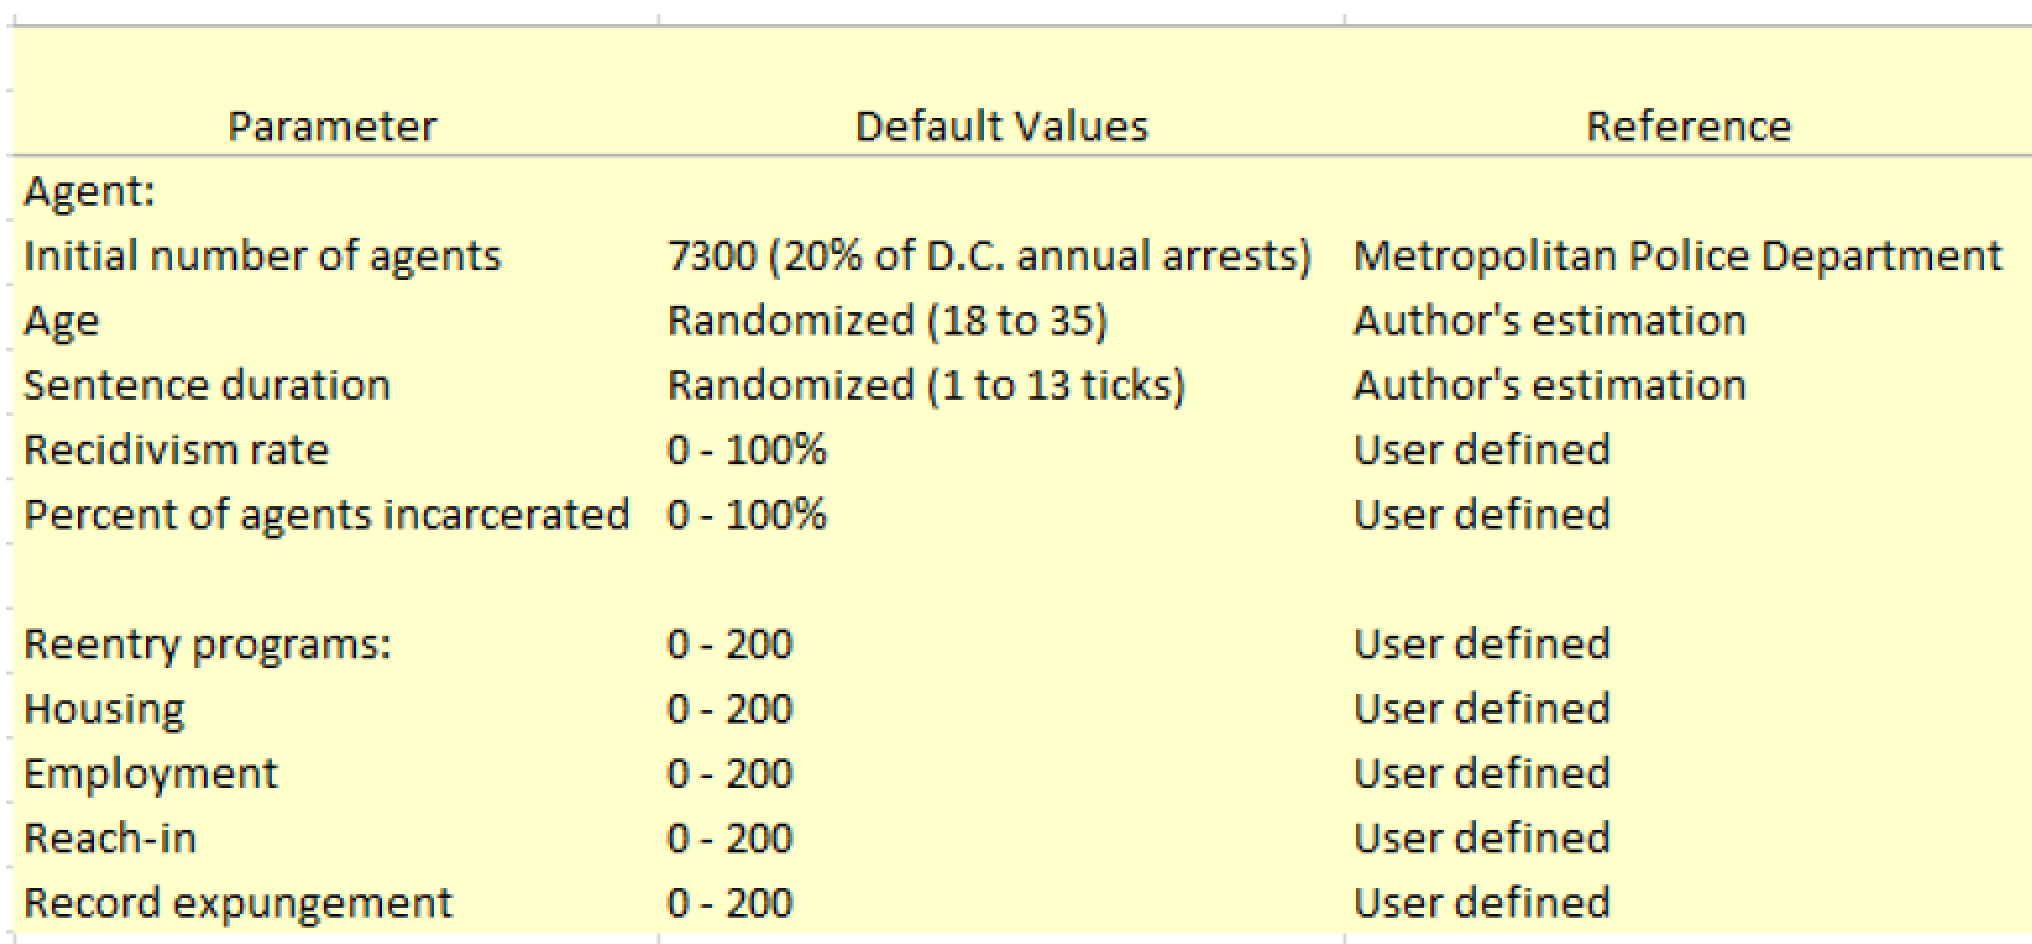 Parameter Default Values Reference
Agent:
Initial number of agents 7300 (20% of D.C. annual arrests) Metropolitan Police Department
Age Randomized (18 to 35) Author's estimation
Sentence duration Randomized (1 to 13 ticks) Author's estimation
Recidivism rate 0 - 100% User defined
Percent of agents incarcerated 0 - 100% User defined
Reentry programs: 0 - 200 User defined
Housing 0 - 200 User defined
Employment 0 - 200 User defined
Reach-in 0 - 200 User defined
Record expungement 0 - 200 User defined